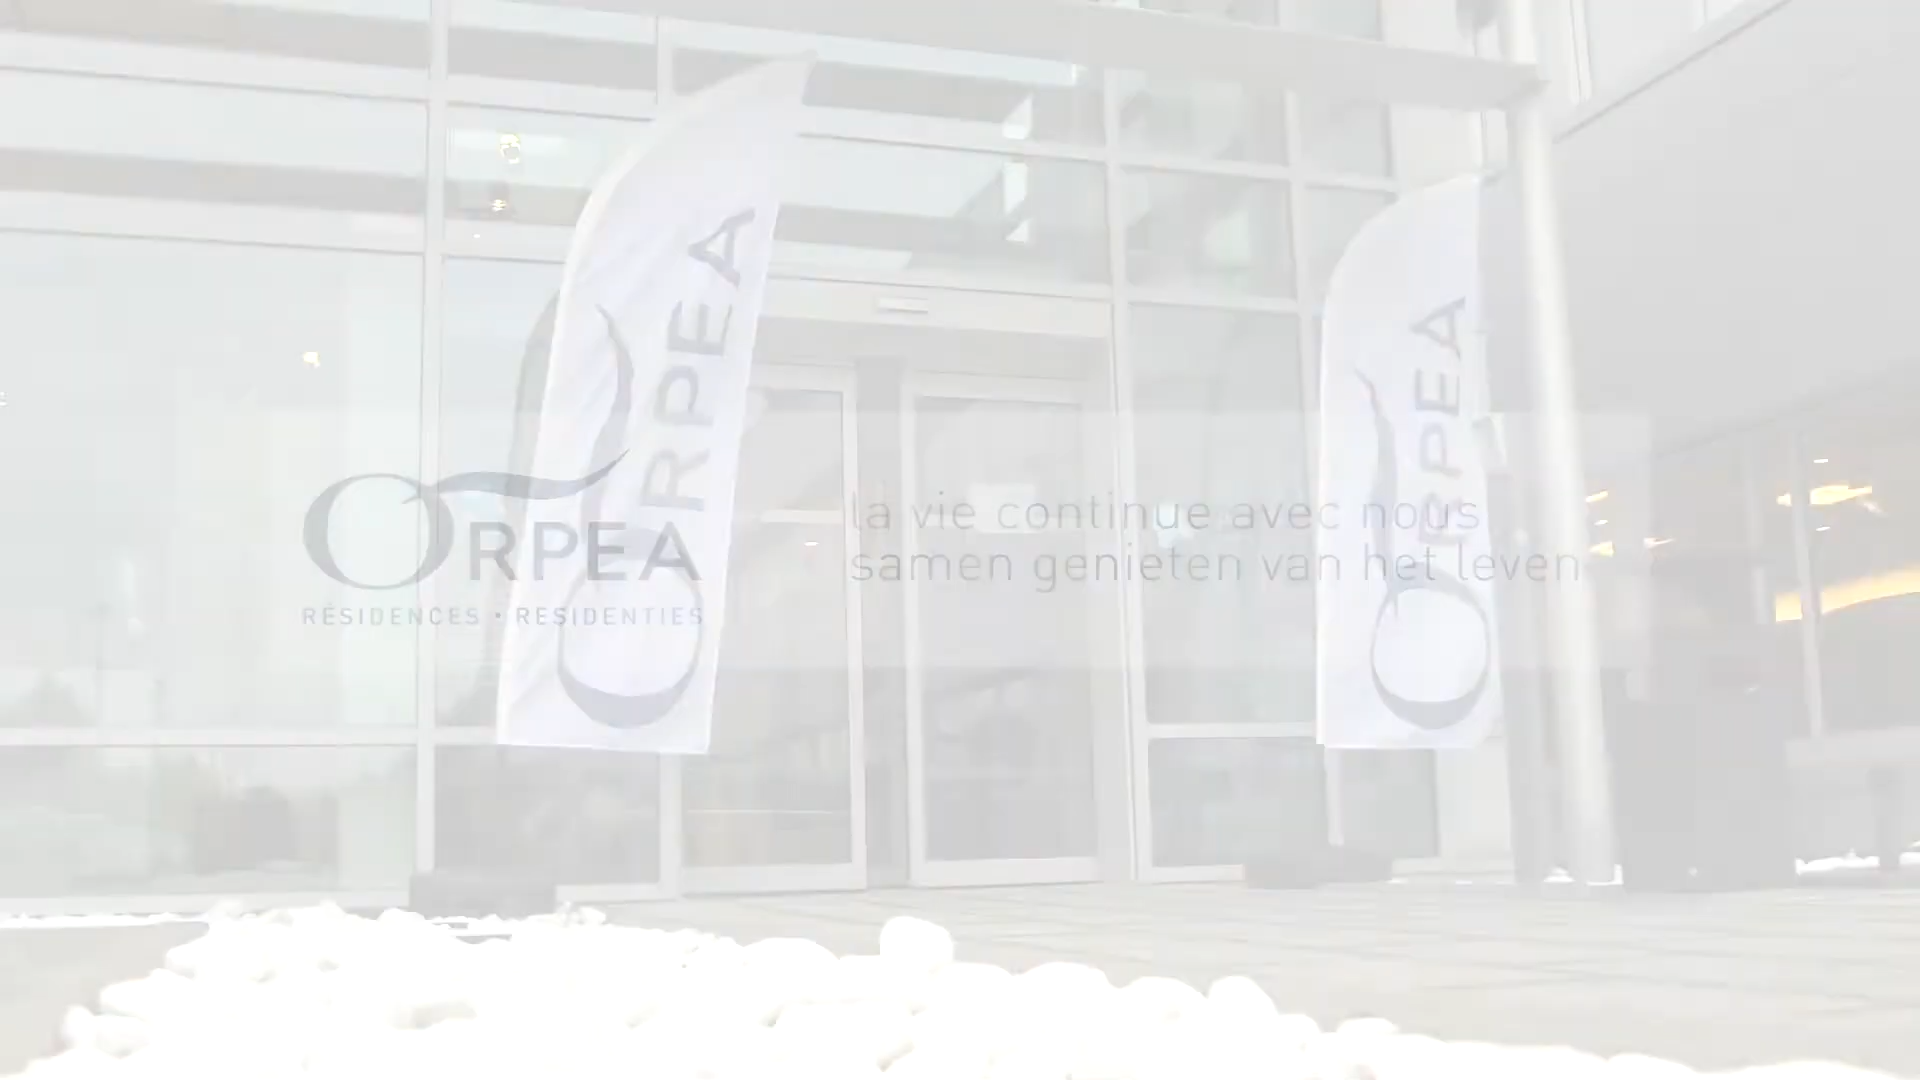 ORPEA
ORPEA
ORPEA
RÉSIDENCES • RESIDENTIES
la vie continue avec nous
samen genieten van het leven